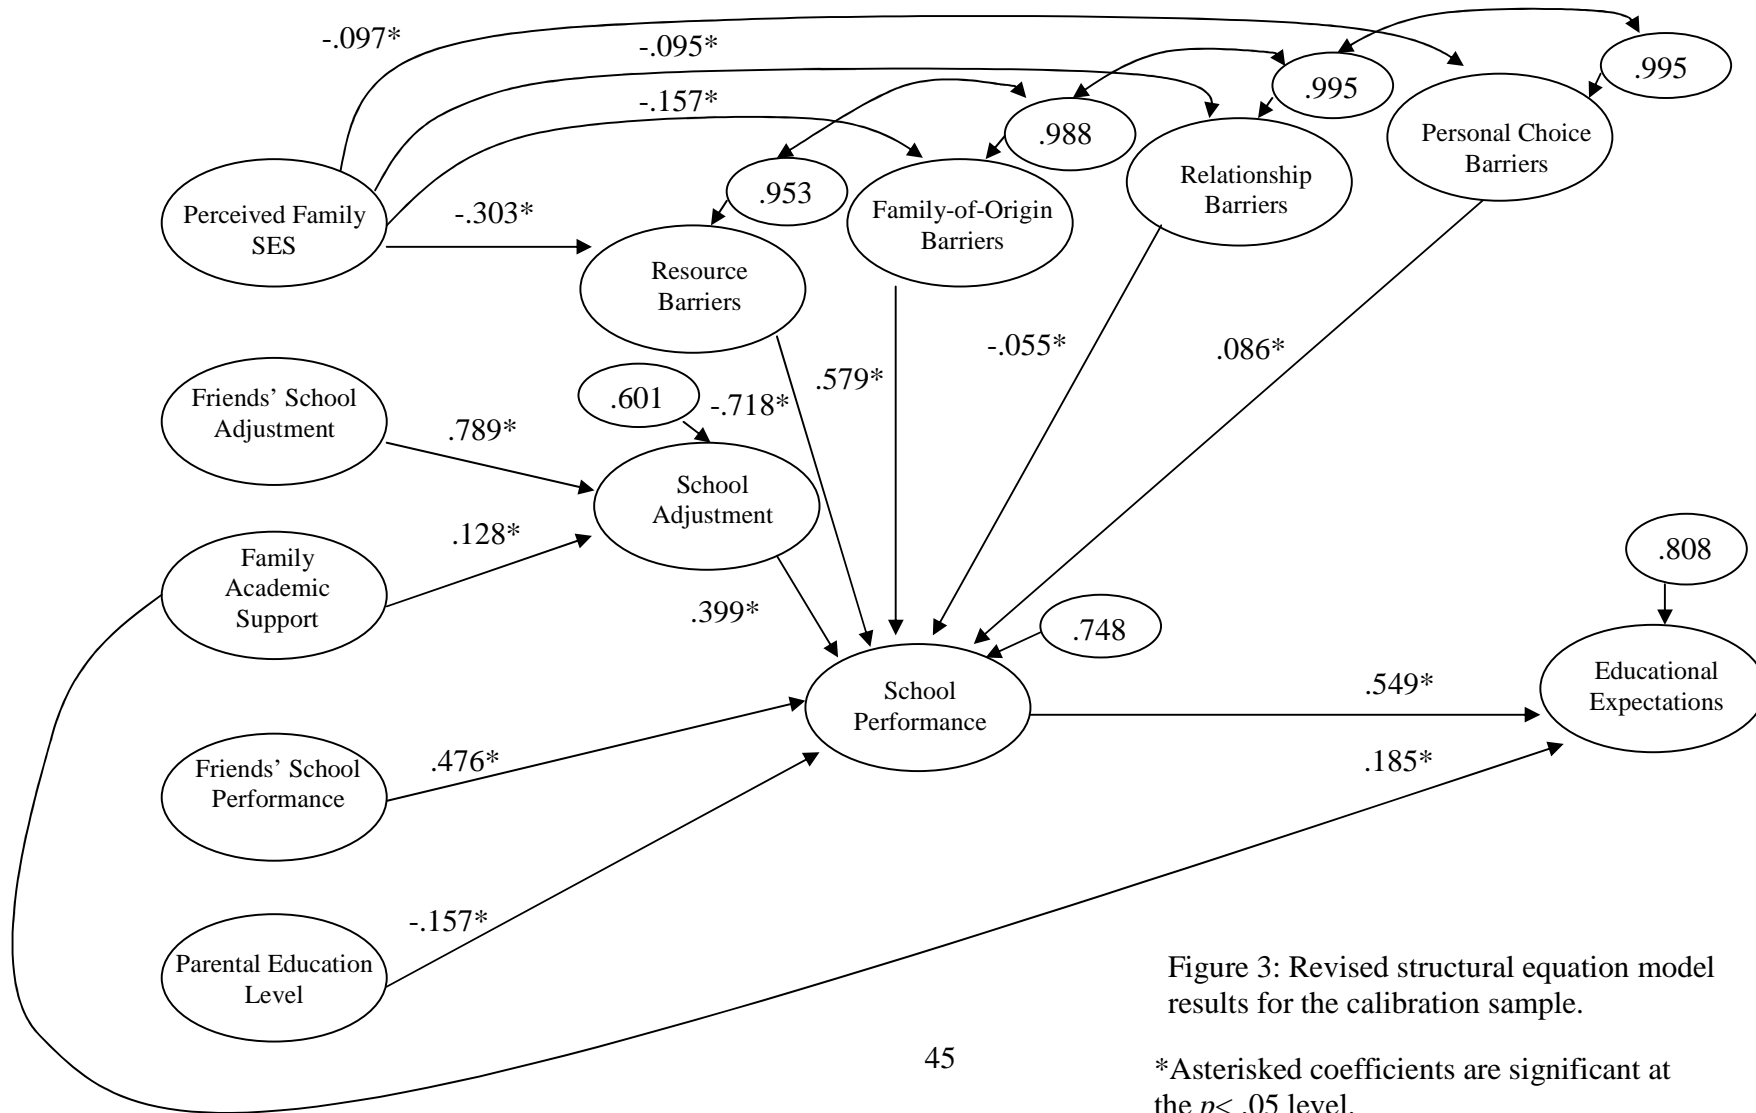 -.097*
-.095*
-.157*
-.303*
.995
.995
.988
.953
Personal Choice
Barriers
Relationship
Barriers
Family-of-Origin
Barriers
Perceived Family
SES
Resource
Barriers
-.055*
.086*
.579*
-.718*
.601
Friends' School
Adjustment
.789*
School
Adjustment
.128*
Family
Academic
Support
.399*
.748
.808
School
Performance
Educational
Expectations
.549*
.185*
Friends' School
Performance
.476*
-.157*
Parental Education
Level
Figure 3: Revised structural equation model
results for the calibration sample.
45
*Asterisked coefficients are significant at
the p< .05 level.